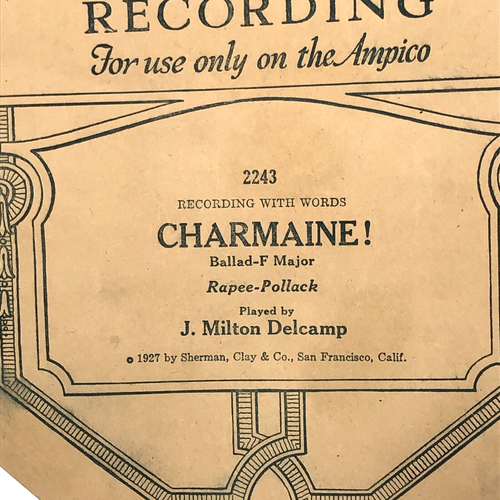 RECORDING
For use only on the Ampico
2243
RECORDING WITH WORDS
CHARMAINE!
Ballad-F Major
Rapee-Pollack
Played by
J. Milton Delcamp
© 1927 by Sherman, Clay & Co., San Francisco, Calif.